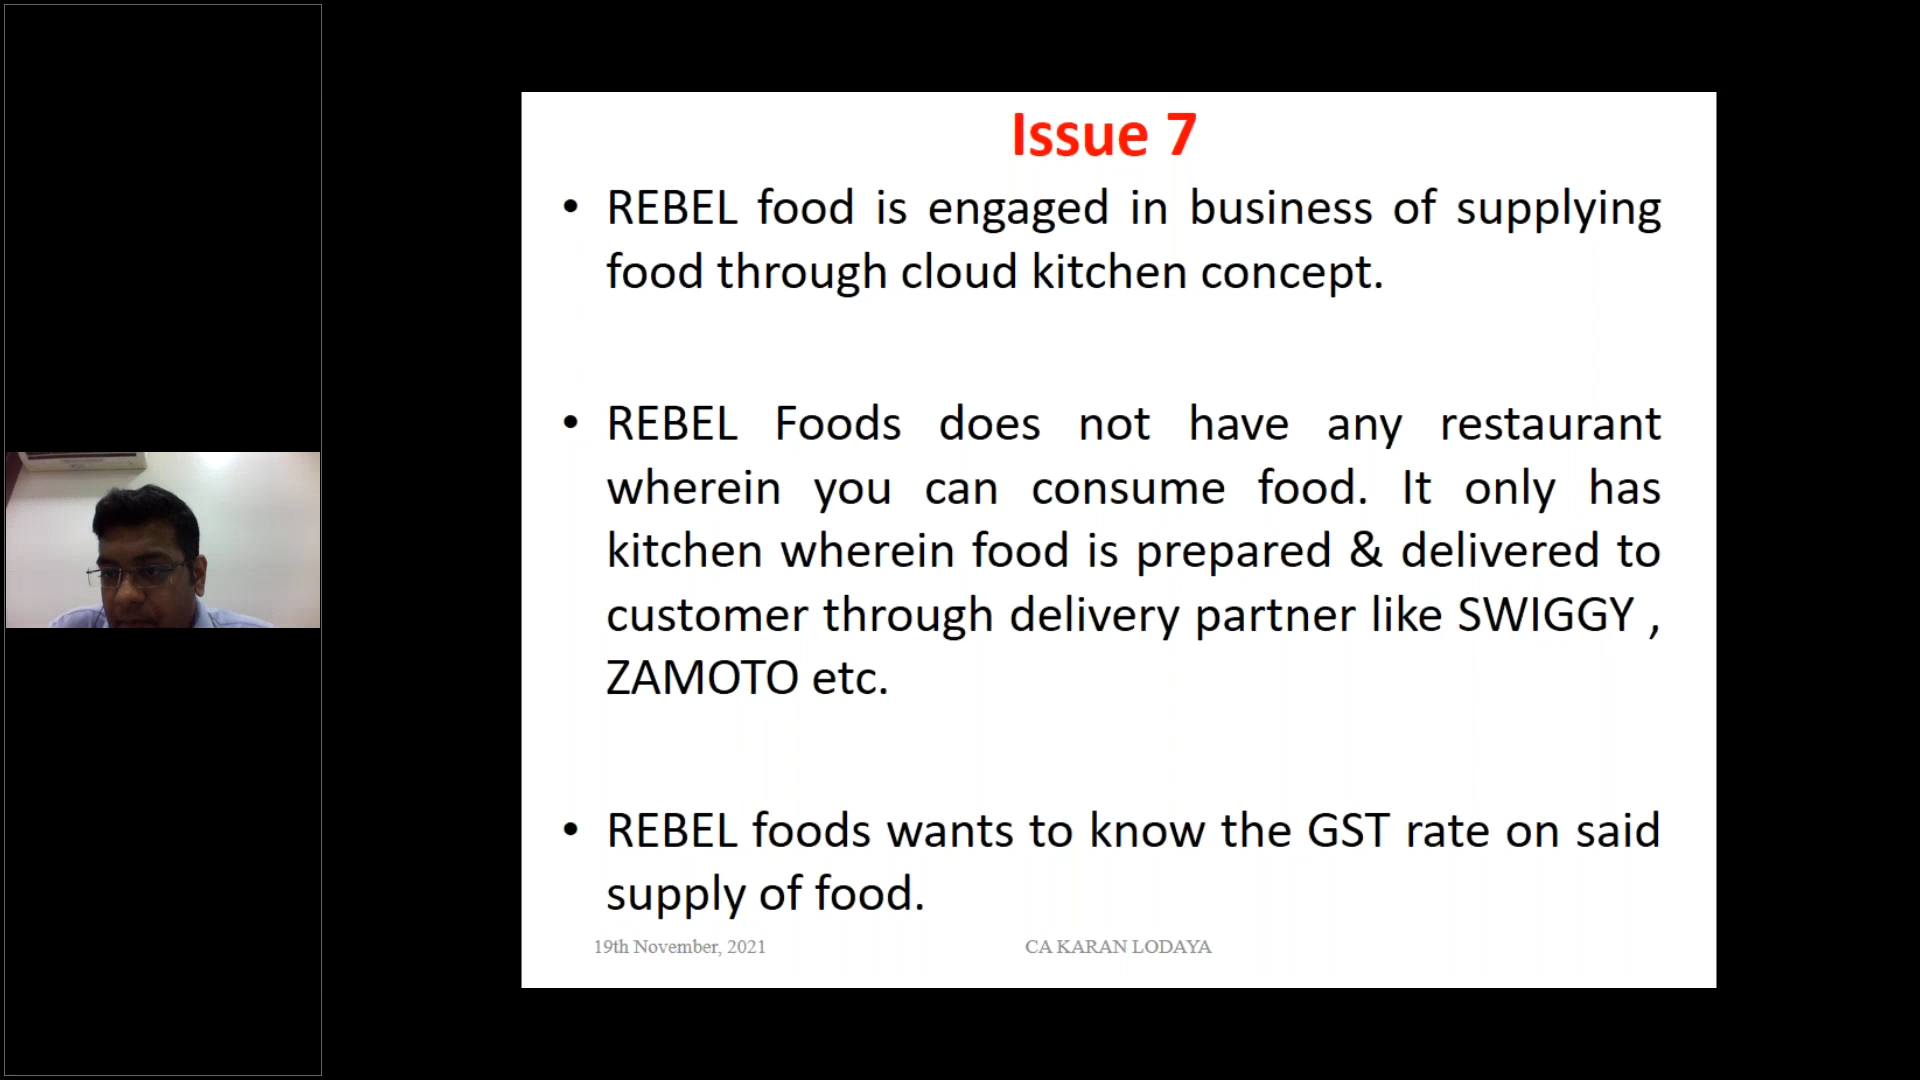 Issue 7
• REBEL food is engaged in business of supplying
food through cloud kitchen concept.
• REBEL Foods does not have any restaurant
wherein you can consume food. It only has
kitchen wherein food is prepared & delivered to
customer through delivery partner like SWIGGY ,
ZAMOTO etc.
• REBEL foods wants to know the GST rate on said
supply of food.
19th November, 2021 CA KARAN LODAYA